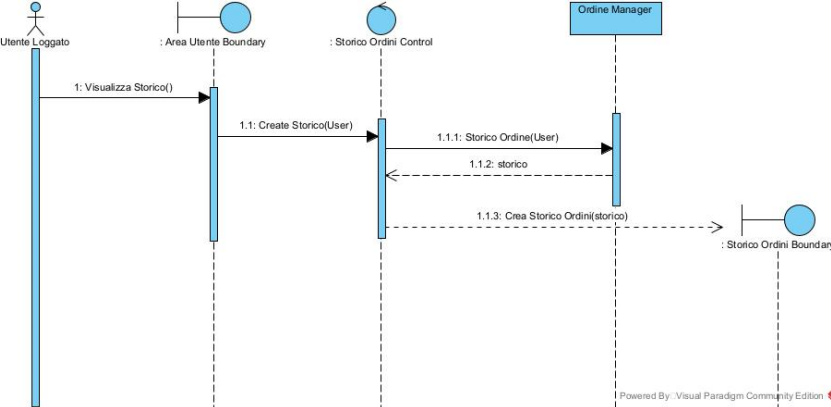 Ordine Manager
Utente Loggato
: Area Utente Boundary
: Storico Ordini Control
1: Visualizza Storico()
1.1: Create Storico(User)
1.1.1: Storico Ordine(User)
1.1.2: storico
1.1.3: Crea Storico Ordini(storico)
: Storico Ordini Boundary
Powered By Visual Paradigm Community Edition